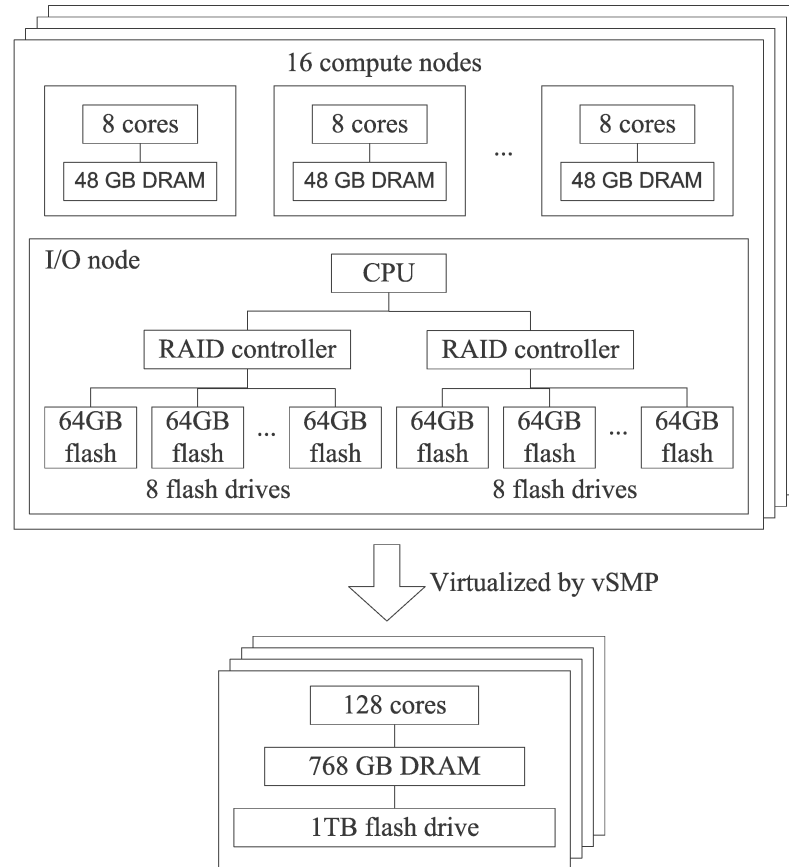 16 compute nodes
8 cores
8 cores
8 cores
48 GB DRAM
48 GB DRAM
...
48 GB DRAM
I/O node
CPU
RAID controller
RAID controller
64GB
flash
64GB
flash
...
64GB
flash
64GB
flash
64GB
flash
...
64GB
flash
8 flash drives
8 flash drives
Virtualized by vSMP
128 cores
768 GB DRAM
1TB flash drive